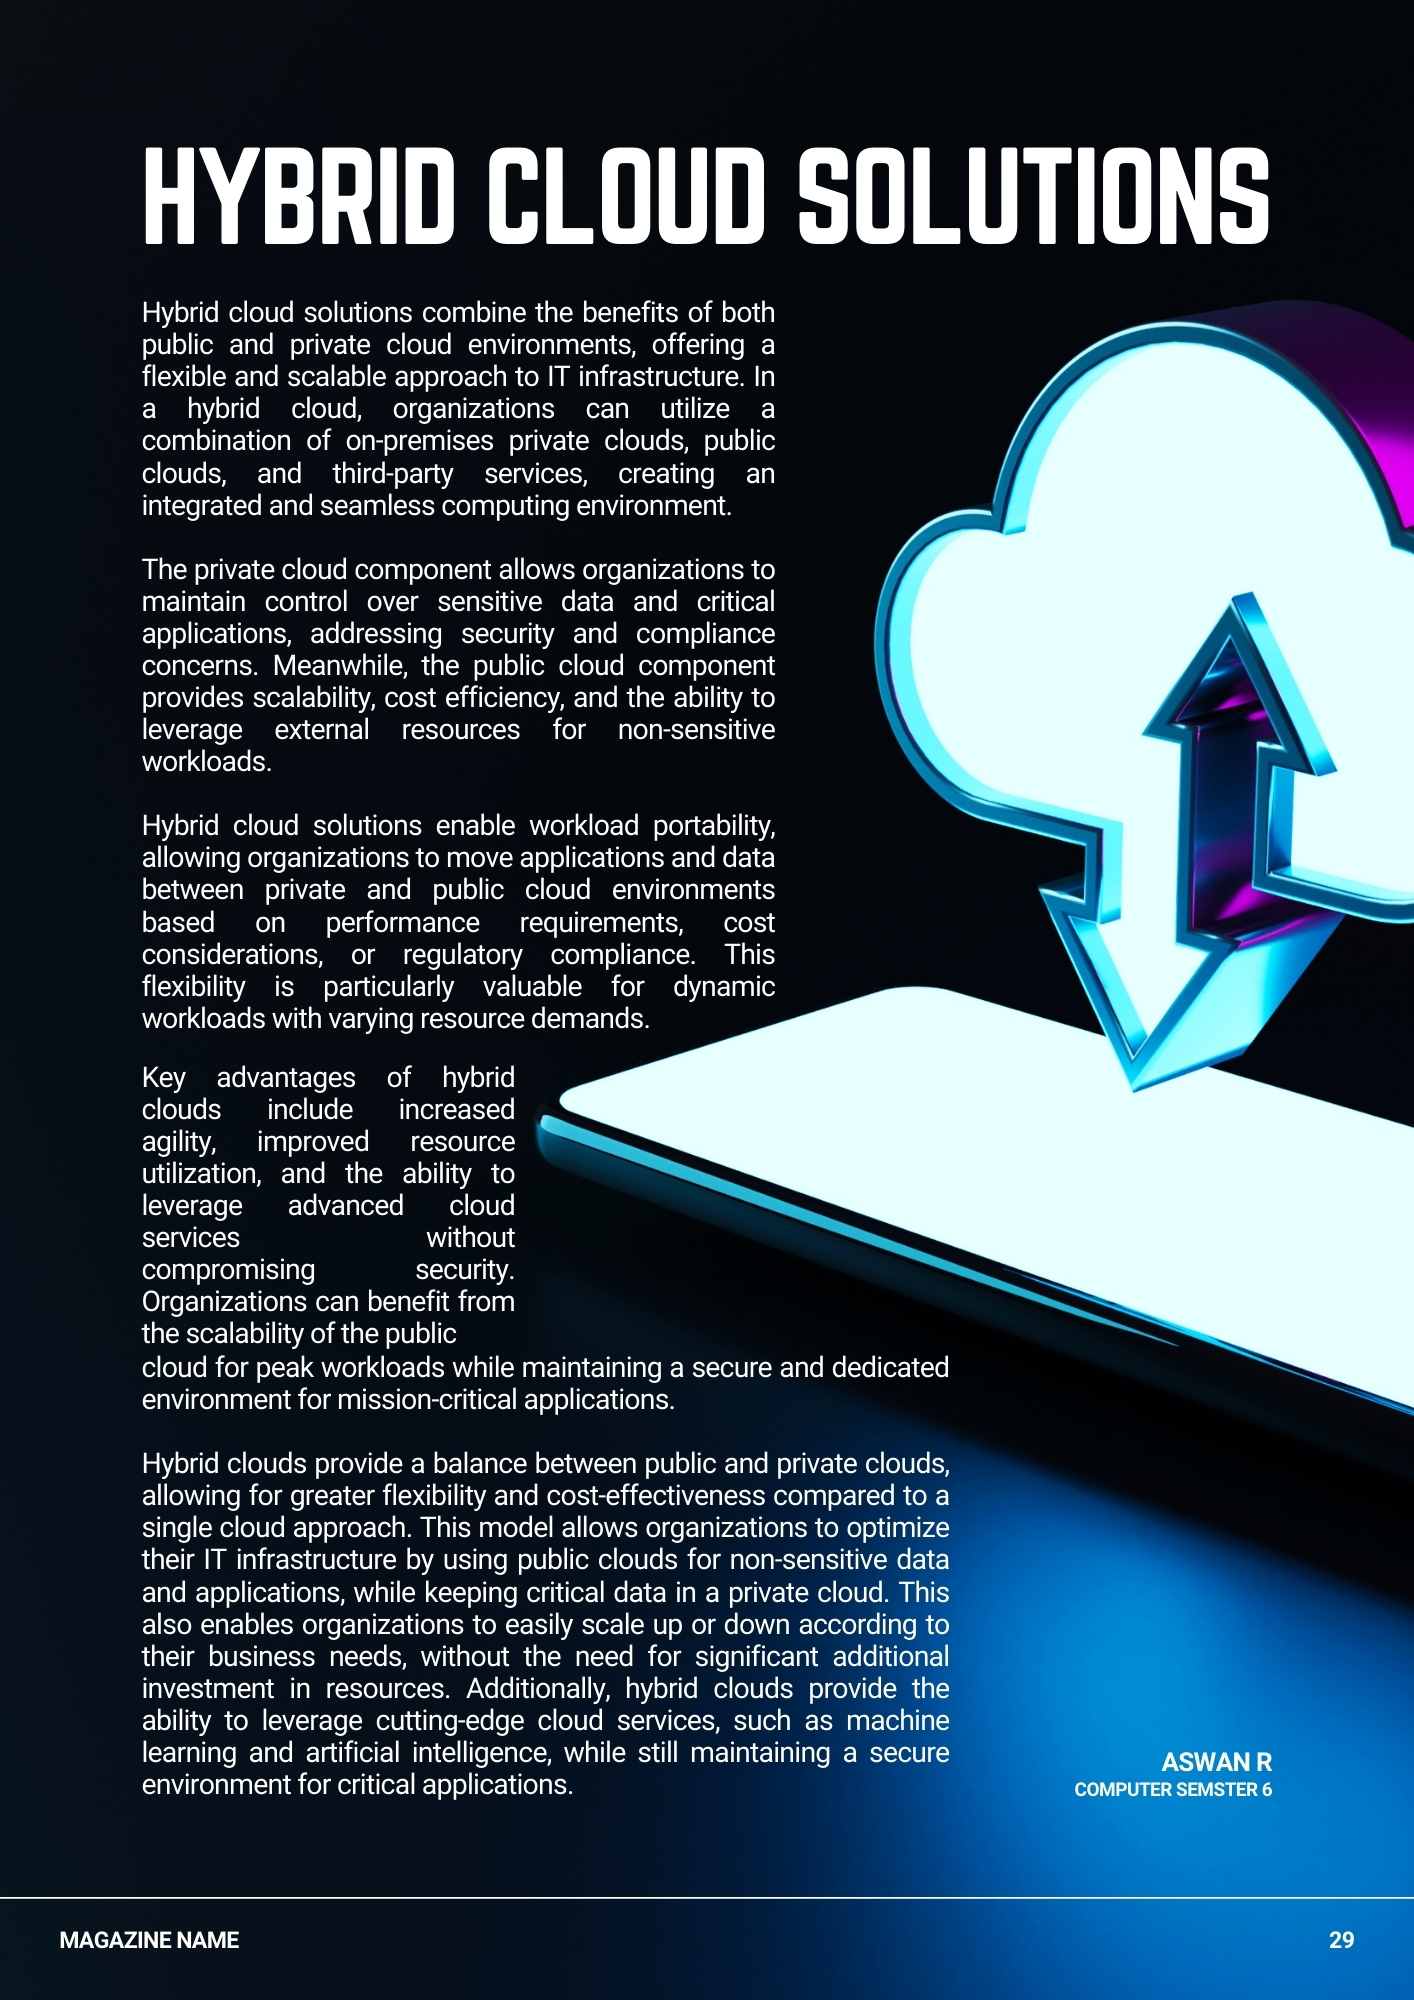 HYBRID CLOUD SOLUTIONS
Hybrid cloud solutions combine the benefits of both
public and private cloud environments, offering a
flexible and scalable approach to IT infrastructure. In
a hybrid cloud, organizations can utilize a
combination of on-premises private clouds, public
clouds, and third-party services, creating an
integrated and seamless computing environment.
The private cloud component allows organizations to
maintain control over sensitive data and critical
applications, addressing security and compliance
concerns. Meanwhile, the public cloud component
provides scalability, cost efficiency, and the ability to
leverage external resources for non-sensitive
workloads.
Hybrid cloud solutions enable workload portability,
allowing organizations to move applications and data
between private and public cloud environments
based on performance requirements, cost
considerations, or regulatory compliance. This
flexibility is particularly valuable for dynamic
workloads with varying resource demands.
Key advantages of hybrid
clouds include increased
agility, improved resource
utilization, and the ability to
leverage advanced cloud
services without
compromising security.
Organizations can benefit from
the scalability of the public
cloud for peak workloads while maintaining a secure and dedicated
environment for mission-critical applications.
Hybrid clouds provide a balance between public and private clouds,
allowing for greater flexibility and cost-effectiveness compared to a
single cloud approach. This model allows organizations to optimize
their IT infrastructure by using public clouds for non-sensitive data
and applications, while keeping critical data in a private cloud. This
also enables organizations to easily scale up or down according to
their business needs, without the need for significant additional
investment in resources. Additionally, hybrid clouds provide the
ability to leverage cutting-edge cloud services, such as machine
learning and artificial intelligence, while still maintaining a secure
environment for critical applications.
ASWAN R
COMPUTER SEMSTER 6
MAGAZINE NAME
29